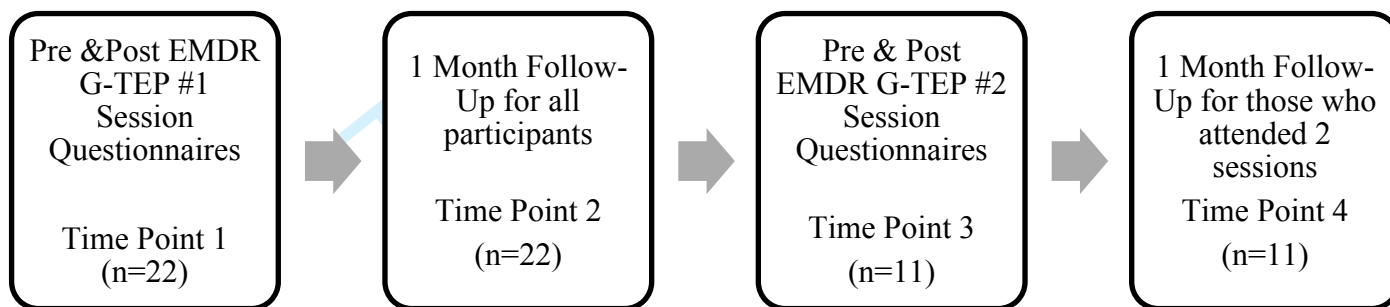 Pre &Post EMDR
G-TEP #1
Session
Questionnaires
Time Point 1
(n=22)
1 Month Follow-
Up for all
participants
Time Point 2
(n=22)
Pre & Post
EMDR G-TEP #2
Session
Questionnaires
Time Point 3
(n=11)
1 Month Follow-
Up for those who
attended 2
sessions
Time Point 4
(n=11)